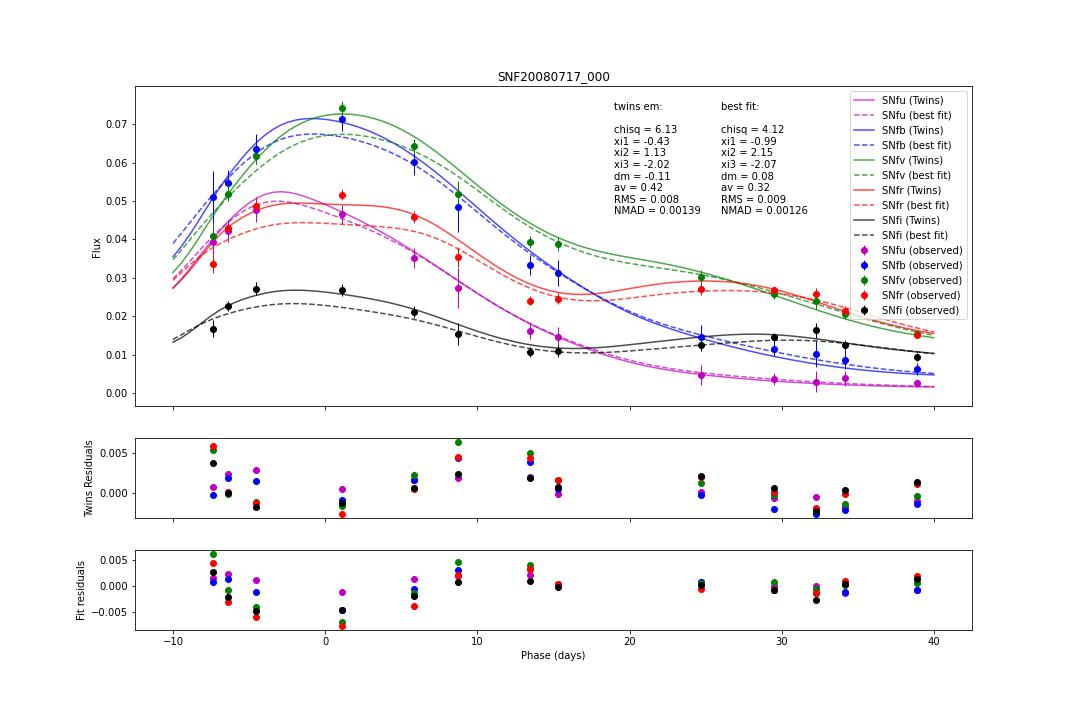 SNF20080717_000
Flux
0.07
0.06
0.05
0.04
0.03
0.02
0.01
0.00
twins em:
chisq = 6.13
xi1 = -0.43
xi2 = 1.13
xi3 = -2.02
dm = -0.11
av = 0.42
RMS = 0.008
NMAD = 0.00139
best fit:
chisq = 4.12
xi1 = -0.99
xi2 = 2.15
xi3 = -2.07
dm = 0.08
av = 0.32
RMS = 0.009
NMAD = 0.00126
SNfu (Twins)
SNfu (best fit)
SNfb (Twins)
SNfb (best fit)
SNfv (Twins)
SNfv (best fit)
SNfr (Twins)
SNfr (best fit)
SNfi (Twins)
SNfi (best fit)
SNfu (observed)
SNfb (observed)
SNfv (observed)
SNfr (observed)
SNfi (observed)
Twins Residuals
0.005
0.000
Fit residuals
0.005
0.000
−0.005
−10 0 10 20 30 40
Phase (days)